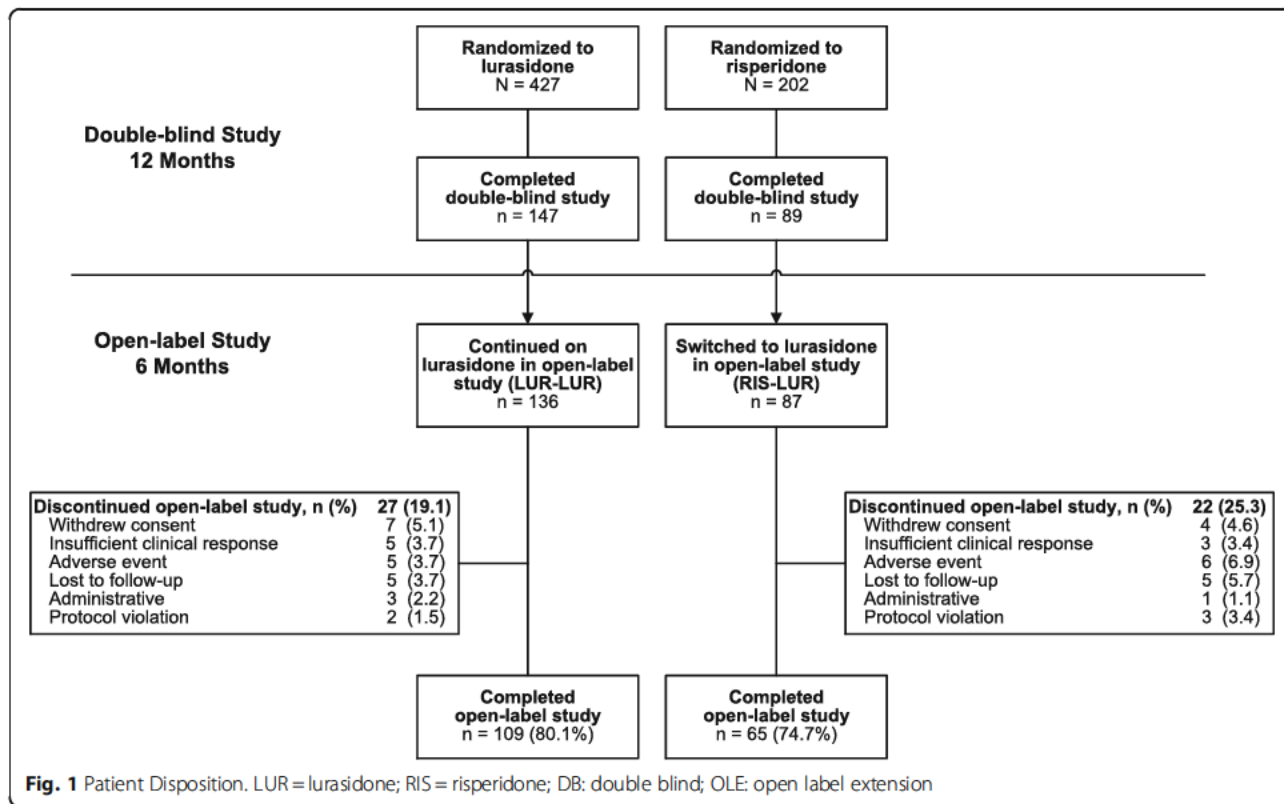 Randomized to
lurasidone
N = 427
Randomized to
risperidone
N = 202
Double-blind Study
12 Months
Completed
double-blind study
n = 147
Completed
double-blind study
n = 89
Open-label Study
6 Months
Continued on
lurasidone in open-label
study (LUR-LUR)
n = 136
Switched to lurasidone
in open-label study
(RIS-LUR)
n = 87
Discontinued open-label study, n (%) 27 (19.1)
Withdrew consent 7 (5.1)
Insufficient clinical response 5 (3.7)
Adverse event 5 (3.7)
Lost to follow-up 5 (3.7)
Administrative 3 (2.2)
Protocol violation 2 (1.5)
Discontinued open-label study, n (%) 22 (25.3)
Withdrew consent 4 (4.6)
Insufficient clinical response 3 (3.4)
Adverse event 6 (6.9)
Lost to follow-up 5 (5.7)
Administrative 1 (1.1)
Protocol violation 3 (3.4)
Completed
open-label study
n = 109 (80.1%)
Completed
open-label study
n = 65 (74.7%)
Fig. 1 Patient Disposition. LUR = lurasidone; RIS = risperidone; DB: double blind; OLE: open label extension